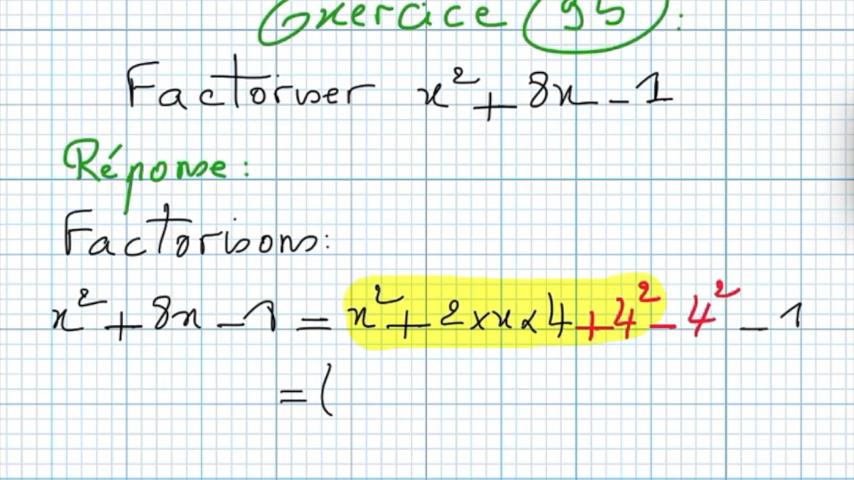 Exercice 95 :
Factoriser x² + 8x - 1
Réponse :
Factorisons :
x² + 8x - 1 = x² + 2 × x × 4 + 4² - 4² - 1
= (